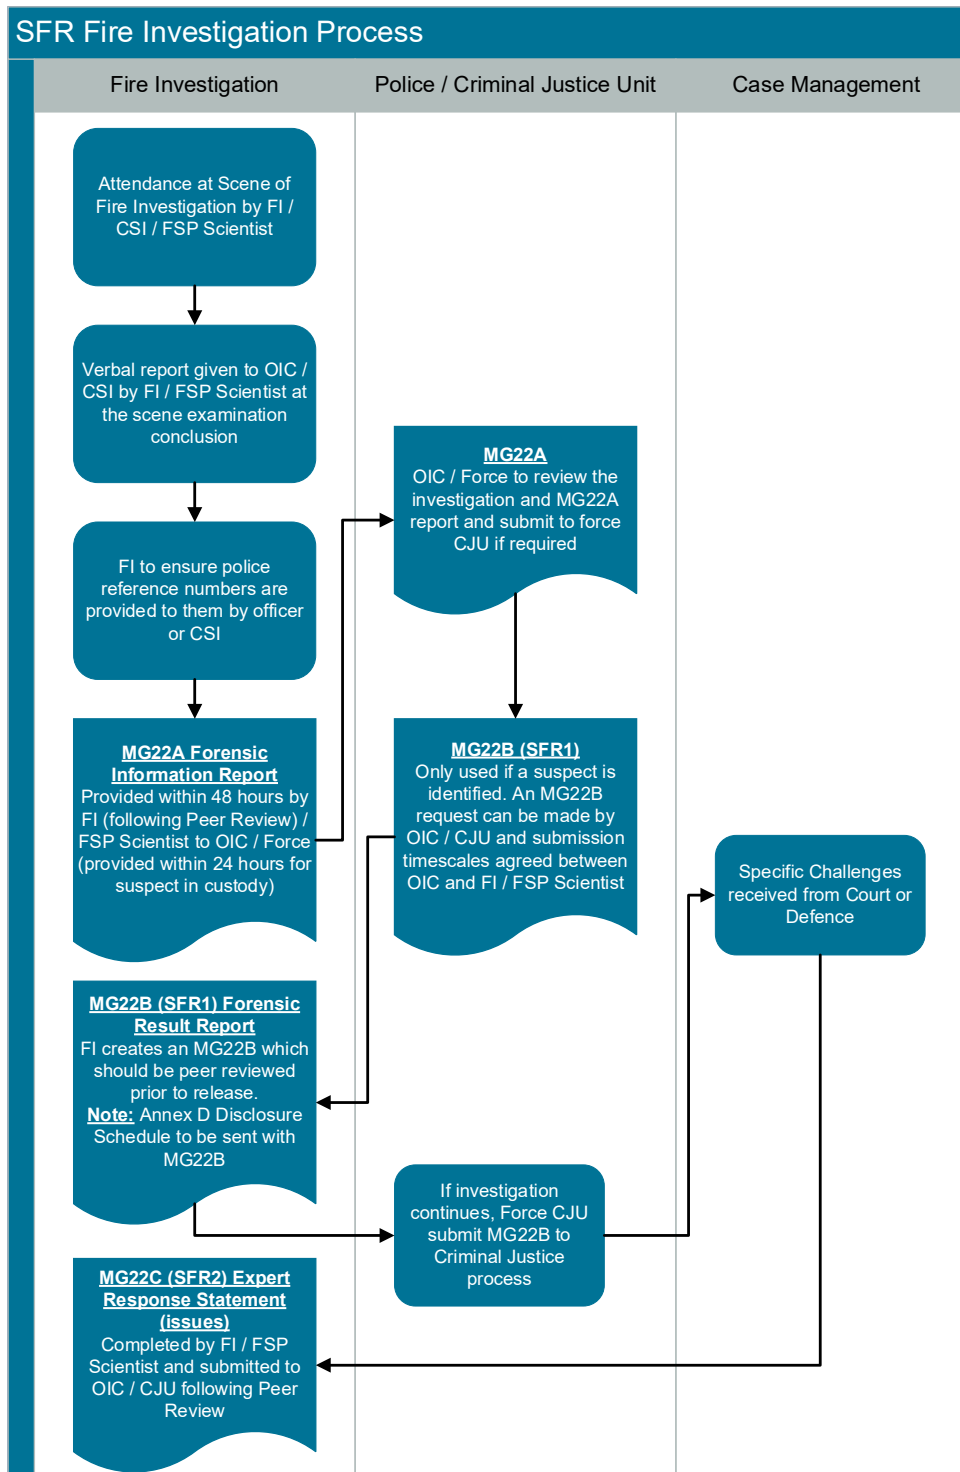 SFR Fire Investigation Process
Fire Investigation
Police / Criminal Justice Unit
Case Management
Attendance at Scene of
Fire Investigation by FI /
CSI / FSP Scientist
Verbal report given to OIC /
CSI by FI / FSP Scientist at
the scene examination
conclusion
FI to ensure police
reference numbers are
provided to them by officer
or CSI
MG22A Forensic
Information Report
Provided within 48 hours by
FI (following Peer Review) /
FSP Scientist to OIC / Force
(provided within 24 hours for
suspect in custody)
MG22A
OIC / Force to review the
investigation and MG22A
report and submit to force
CJU if required
MG22B (SFR1)
Only used if a suspect is
identified. An MG22B
request can be made by
OIC / CJU and submission
timescales agreed between
OIC and FI / FSP Scientist
MG22B (SFR1) Forensic
Result Report
FI creates an MG22B which
should be peer reviewed
prior to release.
Note: Annex D Disclosure
Schedule to be sent with
MG22B
If investigation
continues, Force CJU
submit MG22B to
Criminal Justice
process
Specific Challenges
received from Court or
Defence
MG22C (SFR2) Expert
Response Statement
(issues)
Completed by FI / FSP
Scientist and submitted to
OIC / CJU following Peer
Review